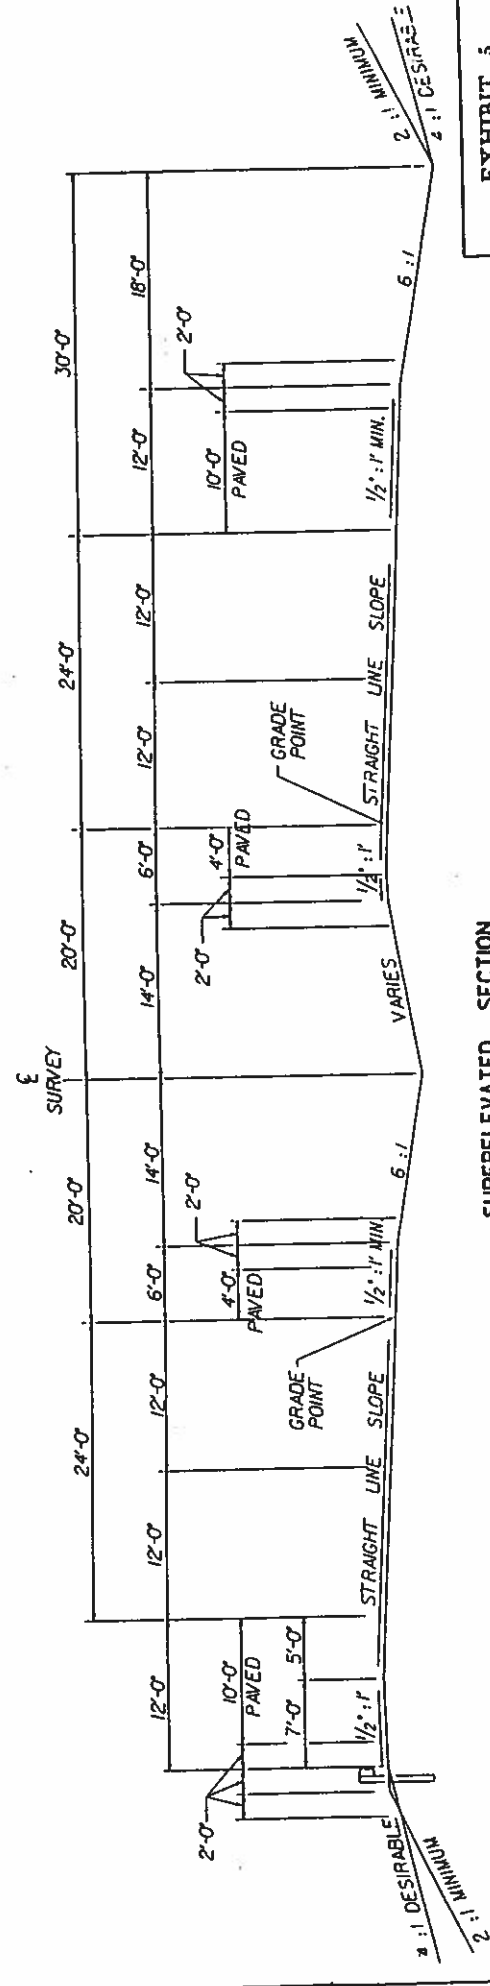 ℄
SURVEY
30'-0"
24'-0"
20'-0"
20'-0"
24'-0"
18'-0"
12'-0"
12'-0"
12'-0"
6'-0"
14'-0"
14'-0"
6'-0"
12'-0"
12'-0"
12'-0"
2'-0"
10'-0"
PAVED
4'-0"
PAVED
2'-0"
2'-0"
4'-0"
PAVED
10'-0"
PAVED
2'-0"
7'-0"
5'-0"
GRADE
POINT
GRADE
POINT
2 :1 MINIMUM
:1
6 :1
1/2" : 1' MIN.
STRAIGHT LINE SLOPE
1/2" : 1'
VARIES
6 :1
1/2" : 1' MIN.
STRAIGHT LINE SLOPE
1/2" : 1'
:1 DESIRABLE
2 :1 MINIMUM
SUPERELEVATED SECTION
EXHIBIT 5